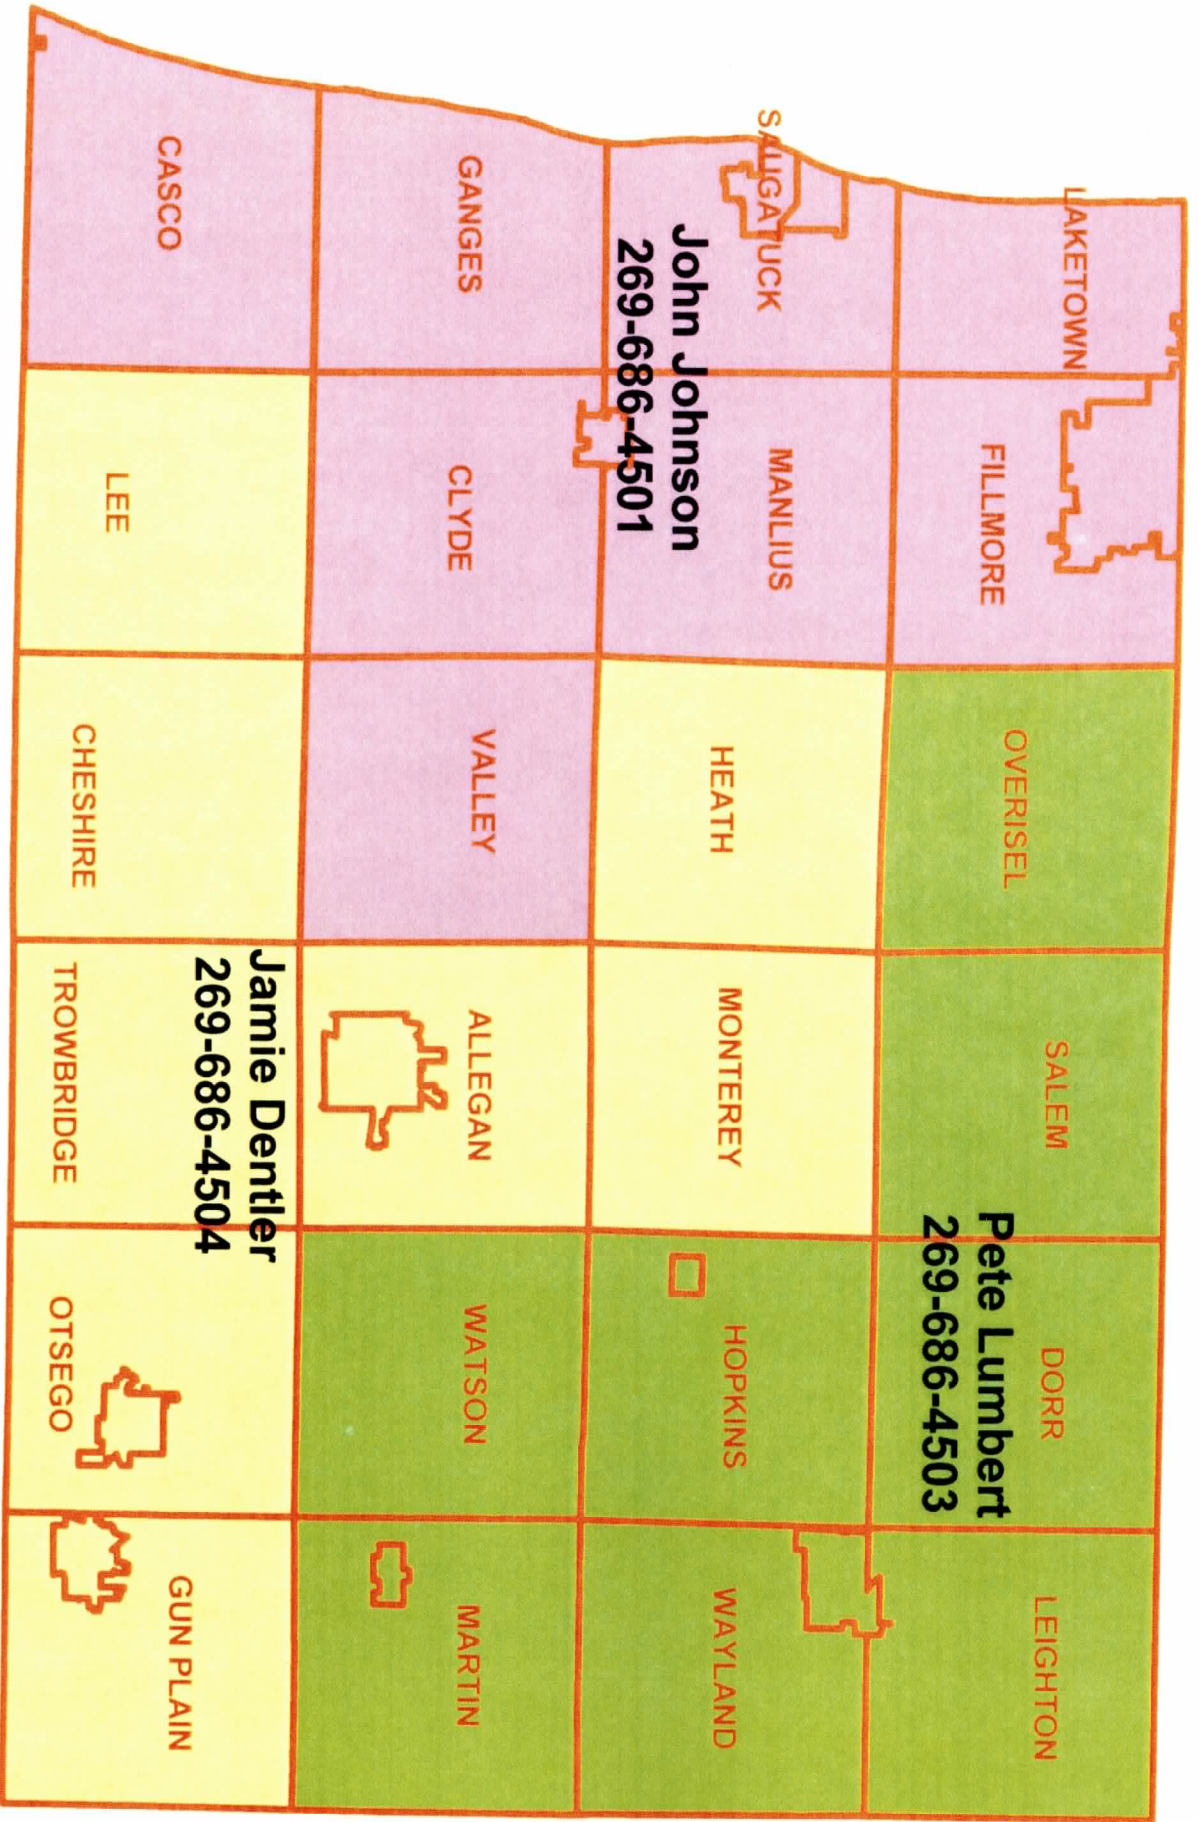 LAKETOWN
FILLMORE
OVERISEL
SALEM
DORR
LEIGHTON
Pete Lumbert
269-686-4503
SAUGATUCK
MANLIUS
HEATH
MONTEREY
HOPKINS
WAYLAND
John Johnson
269-686-4501
GANGES
CLYDE
VALLEY
ALLEGAN
WATSON
MARTIN
Jamie Dentler
269-686-4504
CASCO
LEE
CHESHIRE
TROWBRIDGE
OTSEGO
GUN PLAIN